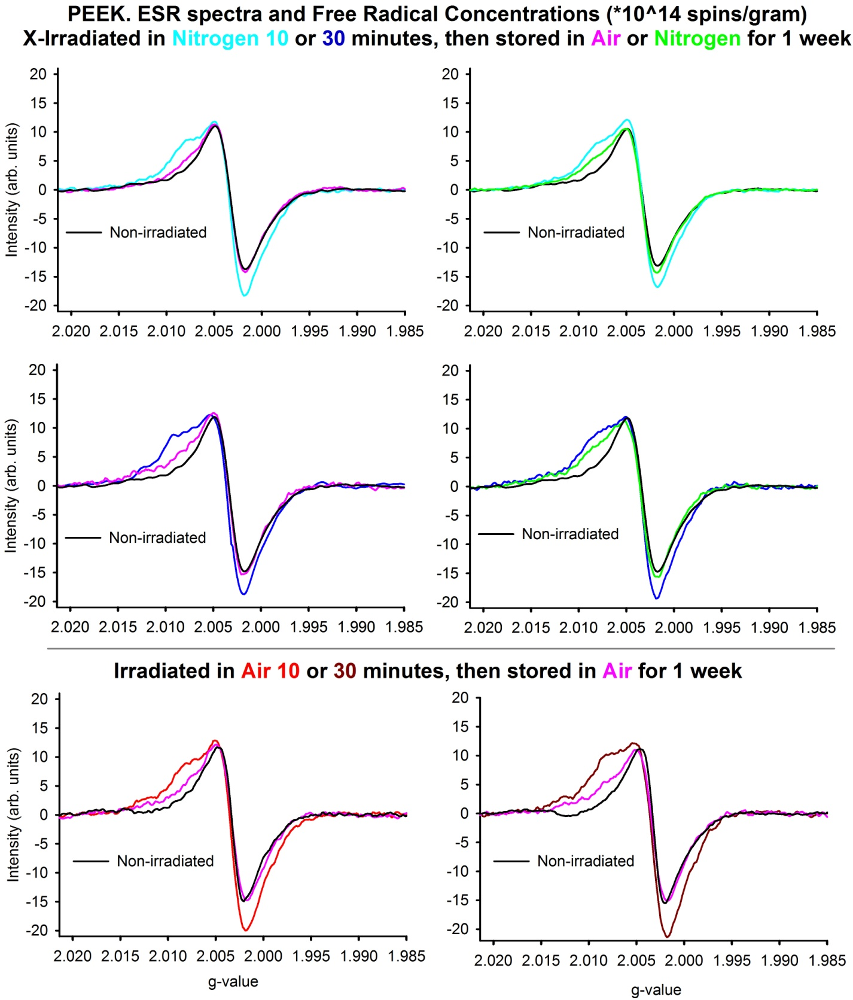 PEEK. ESR spectra and Free Radical Concentrations (*10^14 spins/gram)
X-Irradiated in Nitrogen 10 or 30 minutes, then stored in Air or Nitrogen for 1 week
Intensity (arb. units)
20
15
10
5
0
-5
-10
-15
-20
Non-irradiated
2.020 2.015 2.010 2.005 2.000 1.995 1.990 1.985
20
15
10
5
0
-5
-10
-15
-20
Non-irradiated
2.020 2.015 2.010 2.005 2.000 1.995 1.990 1.985
Intensity (arb. units)
20
15
10
5
0
-5
-10
-15
-20
Non-irradiated
2.020 2.015 2.010 2.005 2.000 1.995 1.990 1.985
20
15
10
5
0
-5
-10
-15
-20
Non-irradiated
2.020 2.015 2.010 2.005 2.000 1.995 1.990 1.985
Irradiated in Air 10 or 30 minutes, then stored in Air for 1 week
Intensity (arb. units)
20
15
10
5
0
-5
-10
-15
-20
Non-irradiated
2.020 2.015 2.010 2.005 2.000 1.995 1.990 1.985
g-value
20
15
10
5
0
-5
-10
-15
-20
Non-irradiated
2.020 2.015 2.010 2.005 2.000 1.995 1.990 1.985
g-value